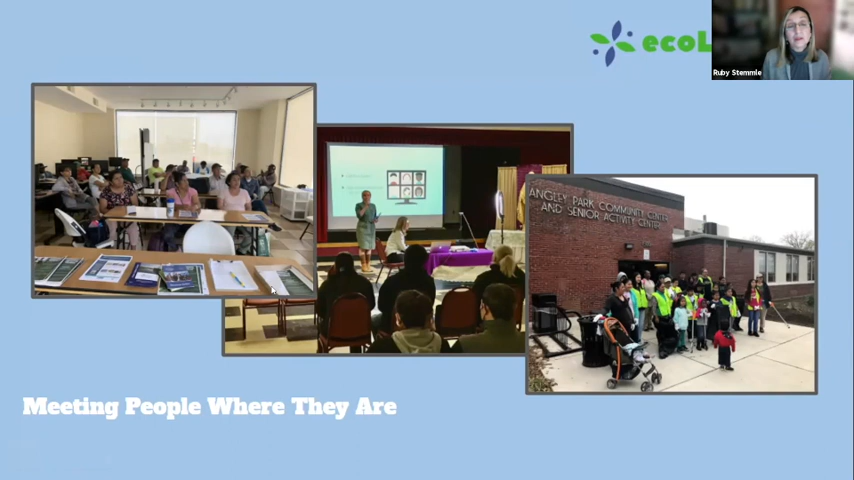 ecoL
Ruby Stemmle
ANGLEY PARK COMMUNITY CENTER
AND SENIOR ACTIVITY CENTER
Meeting People Where They Are